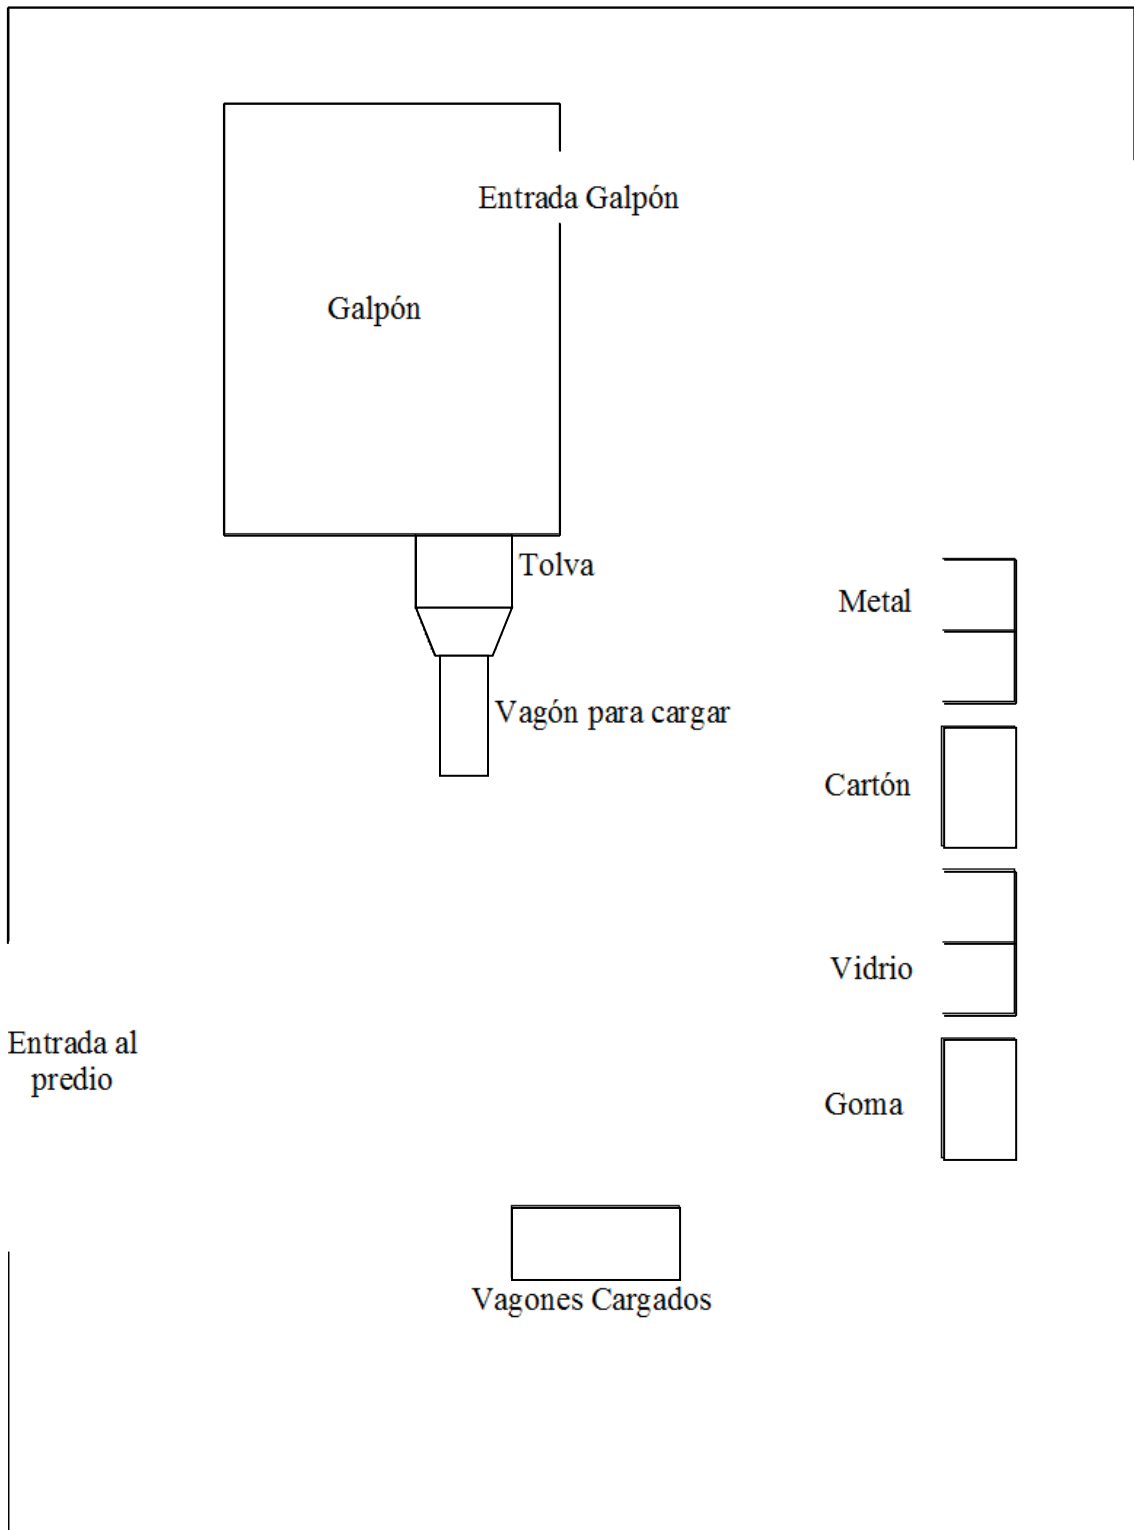 Entrada Galpón
Galpón
Tolva
Metal
Vagón para cargar
Cartón
Vidrio
Entrada al
predio
Goma
Vagones Cargados